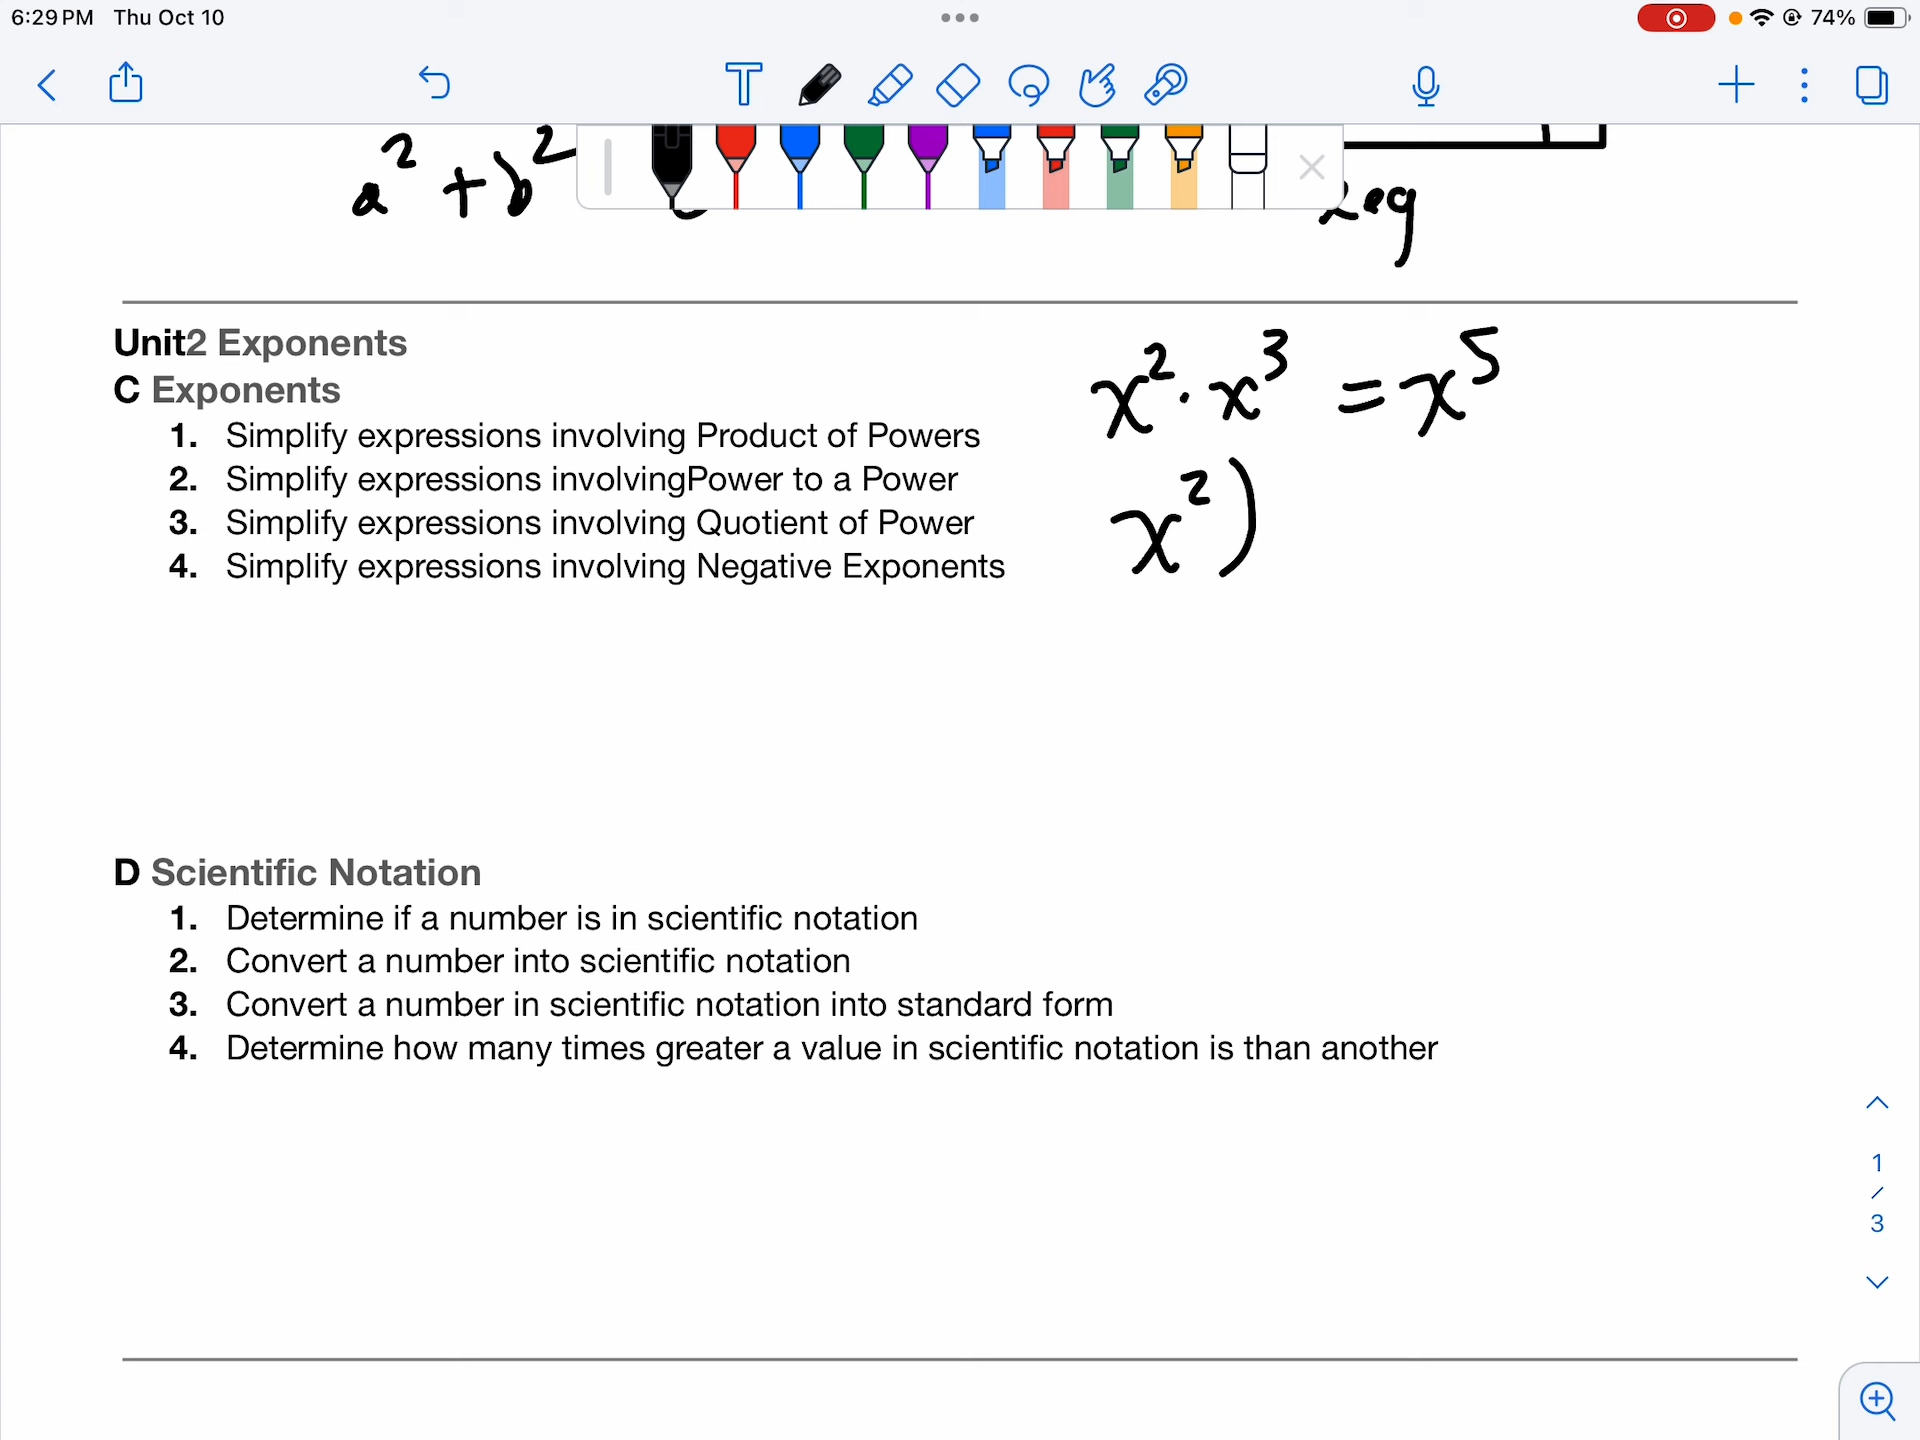 6:29 PM Thu Oct 10 74%
T
a² + b²
leg
Unit2 Exponents
C Exponents
1. Simplify expressions involving Product of Powers
2. Simplify expressions involvingPower to a Power
3. Simplify expressions involving Quotient of Power
4. Simplify expressions involving Negative Exponents
x² · x³ = x⁵
x²)
D Scientific Notation
1. Determine if a number is in scientific notation
2. Convert a number into scientific notation
3. Convert a number in scientific notation into standard form
4. Determine how many times greater a value in scientific notation is than another
1
/
3